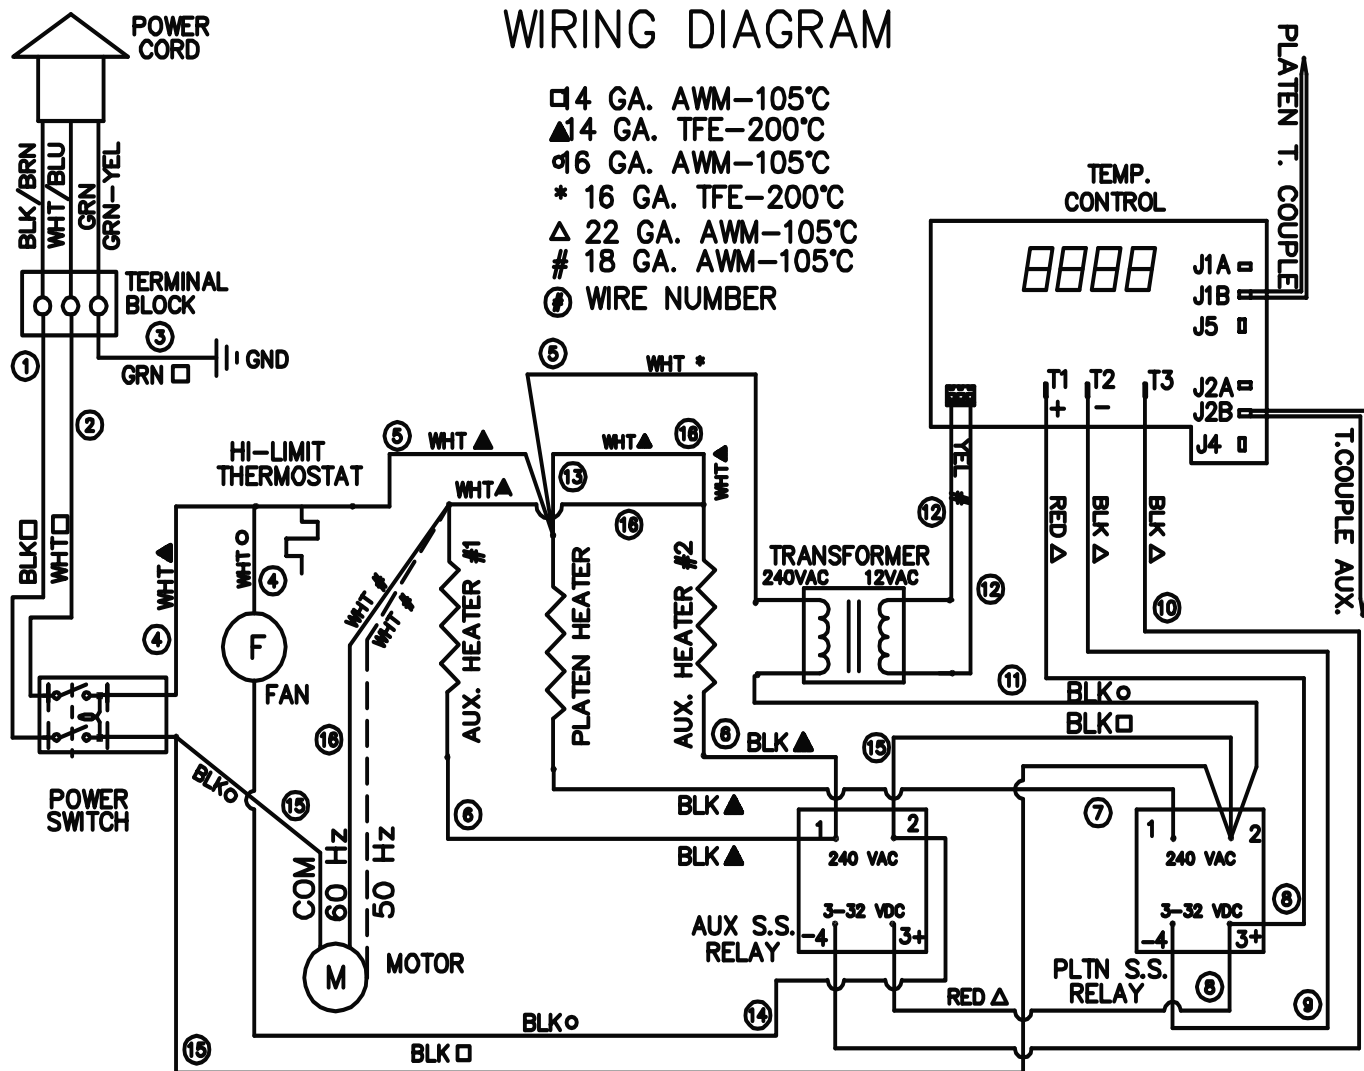 WIRING DIAGRAM
POWER
CORD
□14 GA. AWM-105°C
▲14 GA. TFE-200°C
○16 GA. AWM-105°C
* 16 GA. TFE-200°C
△ 22 GA. AWM-105°C
# 18 GA. AWM-105°C
# WIRE NUMBER
BLK/BRN
WHT/BLU
GRN
GRN-YEL
TERMINAL
BLOCK
1
2
3
GRN □
GND
PLATEN T. COUPLE
TEMP.
CONTROL
J1A
J1B
J5
J2A
J2B
J4
T1
+
T2
-
T3
T.COUPLE AUX.
YEL #
12
12
RED △
BLK △
BLK △
10
5
WHT *
5
WHT▲
HI-LIMIT
THERMOSTAT
WHT▲
13
WHT▲
16
WHT▲
16
BLK□
WHT□
WHT▲
4
WHT ○
4
F
FAN
WHT #
WHT #
AUX. HEATER #1
PLATEN HEATER
AUX. HEATER #2
TRANSFORMER
240VAC
12VAC
11
BLK○
BLK□
POWER
SWITCH
BLK○
15
16
COM
60 Hz
50 Hz
M
MOTOR
6
BLK▲
15
6
BLK▲
BLK▲
7
1
2
240 VAC
3-32 VDC
-4
3+
AUX S.S.
RELAY
1
2
240 VAC
3-32 VDC
-4
3+
8
PLTN S.S.
RELAY
8
9
RED △
14
BLK○
BLK□
15